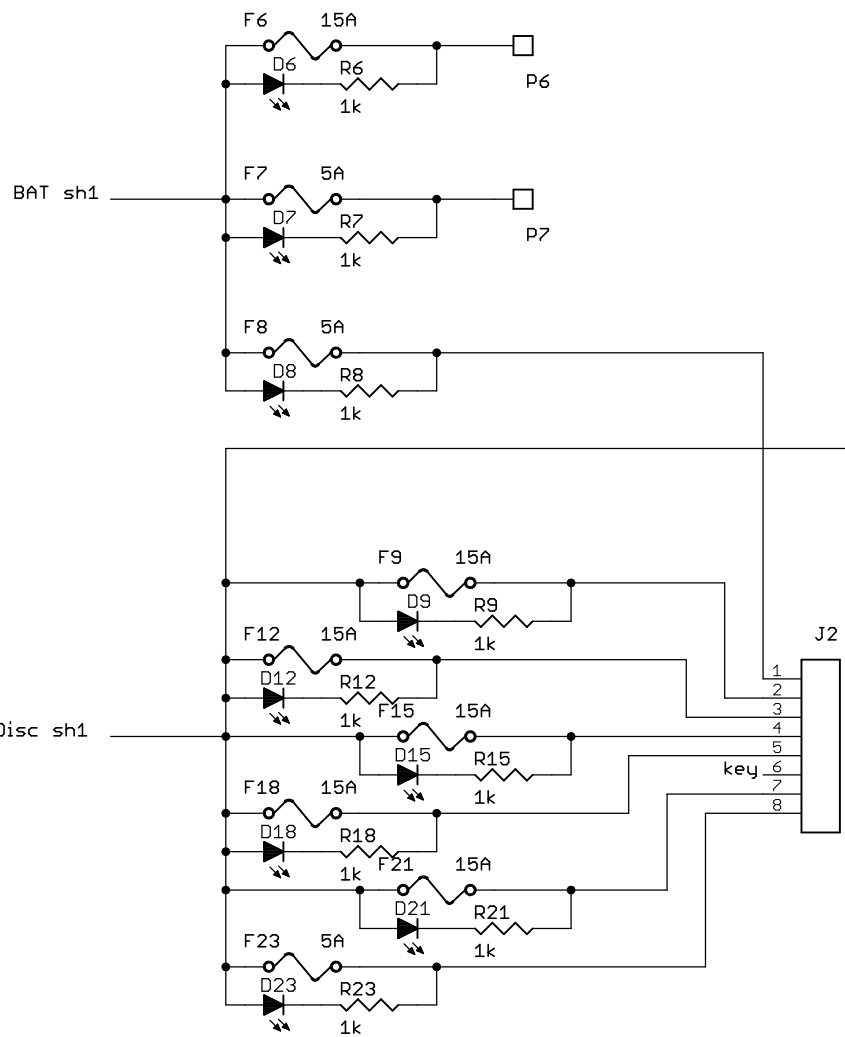 F6 15A
D6 R6
P6
1k
BAT sh1
F7 5A
D7 R7
P7
1k
F8 5A
D8 R8
1k
F9 15A
D9 R9
1k
J2
F12 15A
D12 R12
1k
1
2
3
4
5
key 6
7
8
Disc sh1
F15 15A
D15 R15
1k
F18 15A
D18 R18
1k
F21 15A
D21 R21
1k
F23 5A
D23 R23
1k